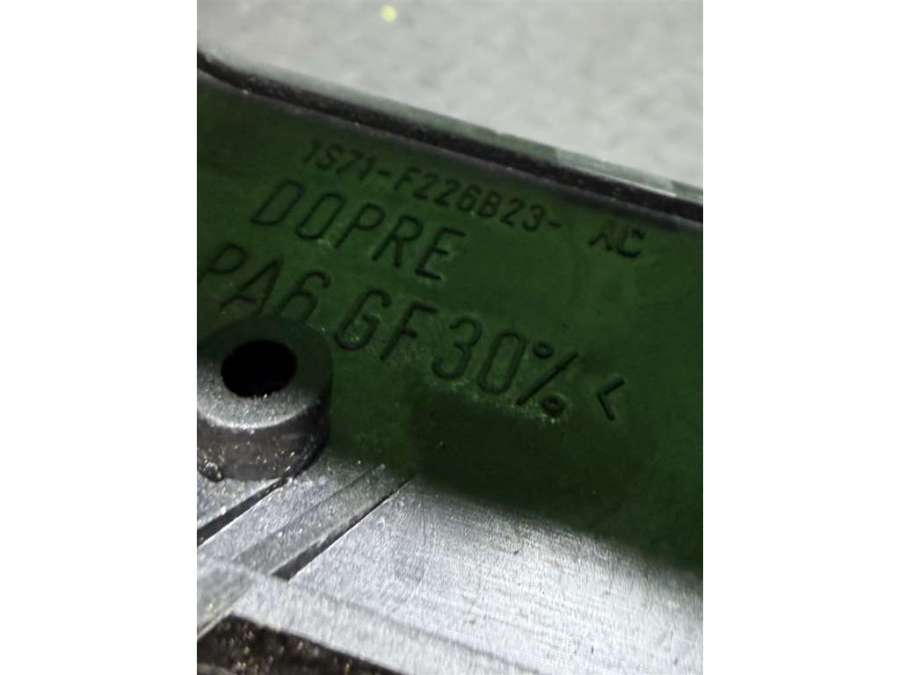 1S71-F226B23- AC
DOPRE
PA6 GF30%<